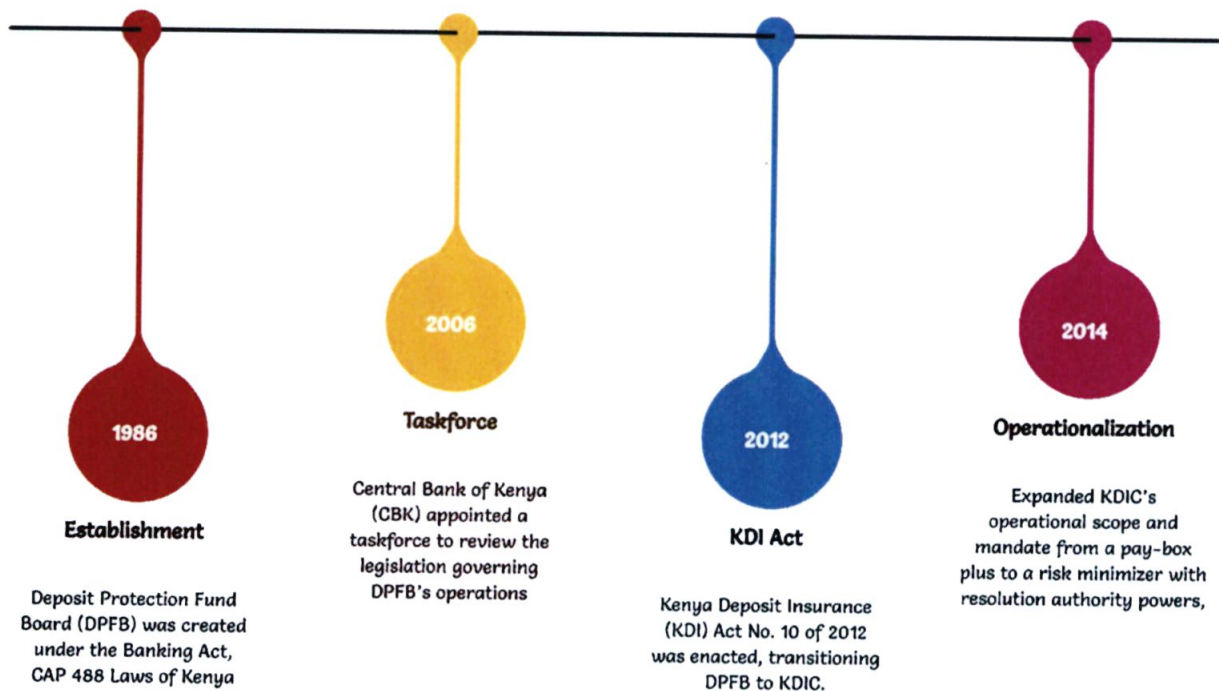 1986
Establishment
Deposit Protection Fund
Board (DPFB) was created
under the Banking Act,
CAP 488 Laws of Kenya
2006
Taskforce
Central Bank of Kenya
(CBK) appointed a
taskforce to review the
legislation governing
DPFB's operations
2012
KDI Act
Kenya Deposit Insurance
(KDI) Act No. 10 of 2012
was enacted, transitioning
DPFB to KDIC.
2014
Operationalization
Expanded KDIC's
operational scope and
mandate from a pay-box
plus to a risk minimizer with
resolution authority powers,